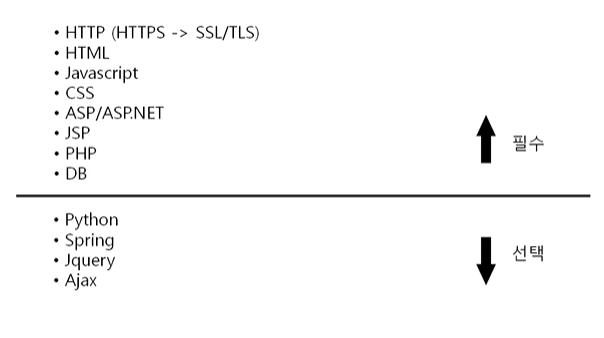 • HTTP (HTTPS -> SSL/TLS)
• HTML
• Javascript
• CSS
• ASP/ASP.NET
• JSP
• PHP
• DB
필수
• Python
• Spring
• Jquery
• Ajax
선택